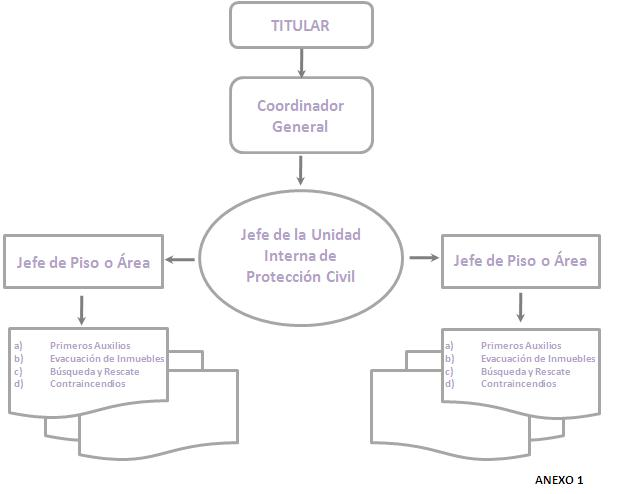 TITULAR
Coordinador
General
Jefe de la Unidad
Interna de
Protección Civil
Jefe de Piso o Área
Jefe de Piso o Área
a) Primeros Auxilios
b) Evacuación de Inmuebles
c) Búsqueda y Rescate
d) Contraincendios
a) Primeros Auxilios
b) Evacuación de Inmuebles
c) Búsqueda y Rescate
d) Contraincendios
ANEXO 1